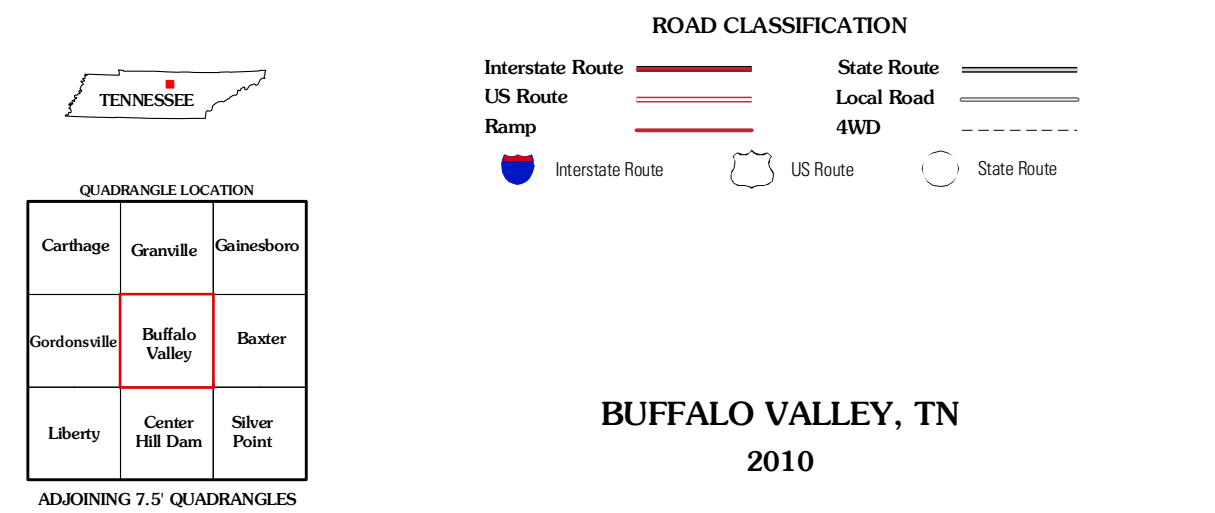 ROAD CLASSIFICATION
Interstate Route
State Route
US Route
Local Road
Ramp
4WD
Interstate Route
US Route
State Route
TENNESSEE
QUADRANGLE LOCATION
Carthage
Granville
Gainesboro
Gordonsville
Buffalo
Valley
Baxter
Liberty
Center
Hill Dam
Silver
Point
ADJOINING 7.5' QUADRANGLES
BUFFALO VALLEY, TN
2010